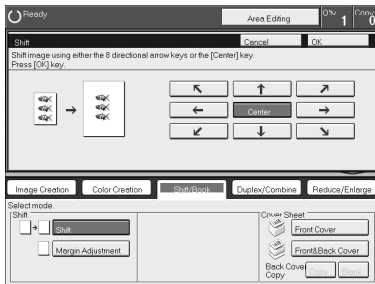 Ready
Area Editing
Q'ty
1
Copy
0
Shift
Cancel
OK
Shift image using either the 8 directional arrow keys or the [Center] key.
Press [OK] key.
Center
Image Creation
Color Creation
Shift/Book
Duplex/Combine
Reduce/Enlarge
Select mode.
Shift
Cover Sheet
Shift
Front Cover
Margin Adjustment
Front&Back Cover
Back Cover
Copy
Copy
Blank